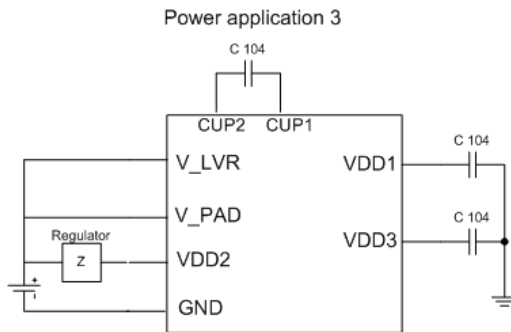 Power application 3
C 104
CUP2 CUP1
V_LVR
VDD1
C 104
V_PAD
VDD3
C 104
Regulator
Z
VDD2
GND
+
-